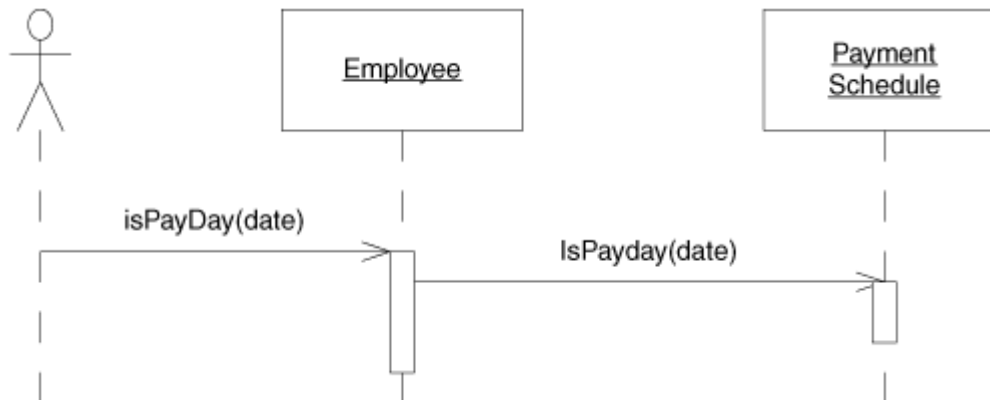 Employee
Payment
Schedule
isPayDay(date)
IsPayday(date)